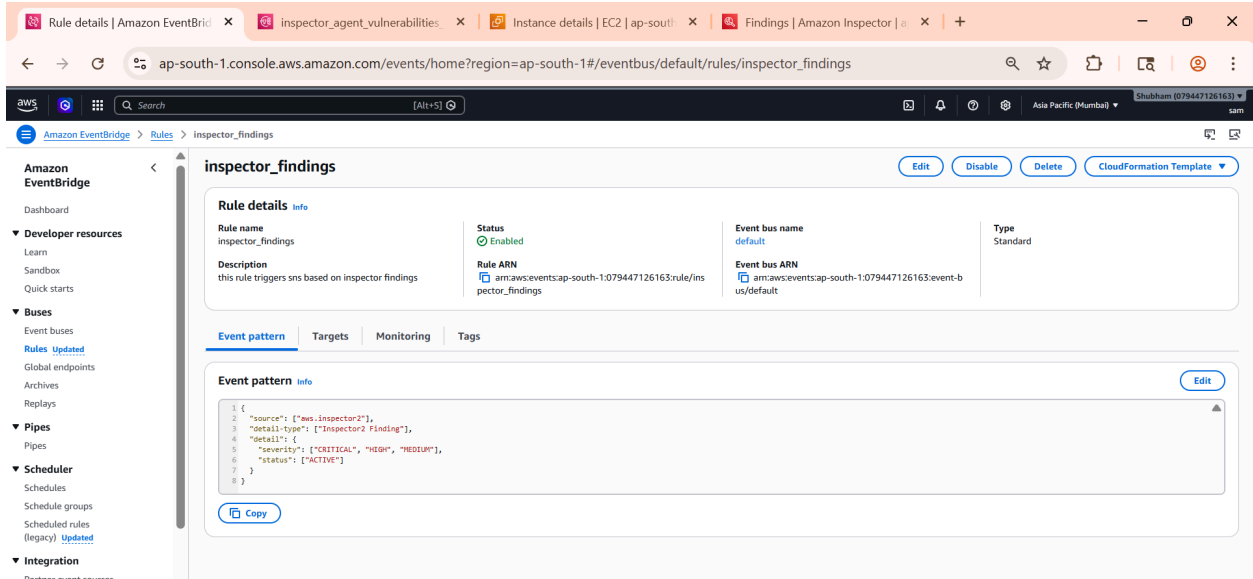 Rule details | Amazon EventBrid
inspector_agent_vulnerabilities_
Instance details | EC2 | ap-south
Findings | Amazon Inspector | a
ap-south-1.console.aws.amazon.com/events/home?region=ap-south-1#/eventbus/default/rules/inspector_findings
aws
Search
[Alt+S]
Asia Pacific (Mumbai)
Shubham (079447126163)
sam
Amazon EventBridge > Rules > inspector_findings
Amazon
EventBridge
Dashboard
Developer resources
Learn
Sandbox
Quick starts
Buses
Event buses
Rules Updated
Global endpoints
Archives
Replays
Pipes
Pipes
Scheduler
Schedules
Schedule groups
Scheduled rules
(legacy) Updated
Integration
Partner event sources
inspector_findings
Edit
Disable
Delete
CloudFormation Template
Rule details Info
Rule name
inspector_findings
Description
this rule triggers sns based on inspector findings
Status
Enabled
Rule ARN
arn:aws:events:ap-south-1:079447126163:rule/ins
pector_findings
Event bus name
default
Event bus ARN
arn:aws:events:ap-south-1:079447126163:event-b
us/default
Type
Standard
Event pattern
Targets
Monitoring
Tags
Event pattern Info
Edit
1 {
2 "source": ["aws.inspector2"],
3 "detail-type": ["Inspector2 Finding"],
4 "detail": {
5 "severity": ["CRITICAL", "HIGH", "MEDIUM"],
6 "status": ["ACTIVE"]
7 }
8 }
Copy